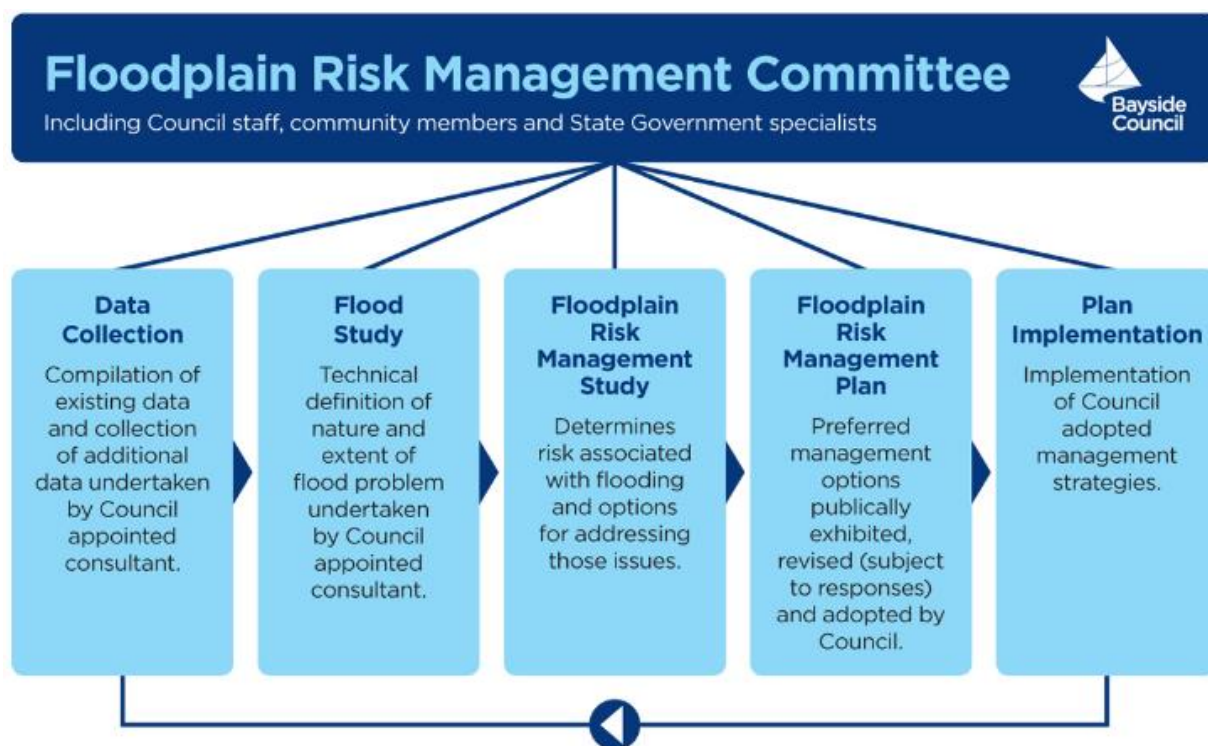 Floodplain Risk Management Committee
Including Council staff, community members and State Government specialists
Bayside
Council
Data
Collection
Compilation of
existing data
and collection
of additional
data undertaken
by Council
appointed
consultant.
Flood
Study
Technical
definition of
nature and
extent of
flood problem
undertaken
by Council
appointed
consultant.
Floodplain
Risk
Management
Study
Determines
risk associated
with flooding
and options
for addressing
those issues.
Floodplain
Risk
Management
Plan
Preferred
management
options
publically
exhibited,
revised (subject
to responses)
and adopted by
Council.
Plan
Implementation
Implementation
of Council
adopted
management
strategies.